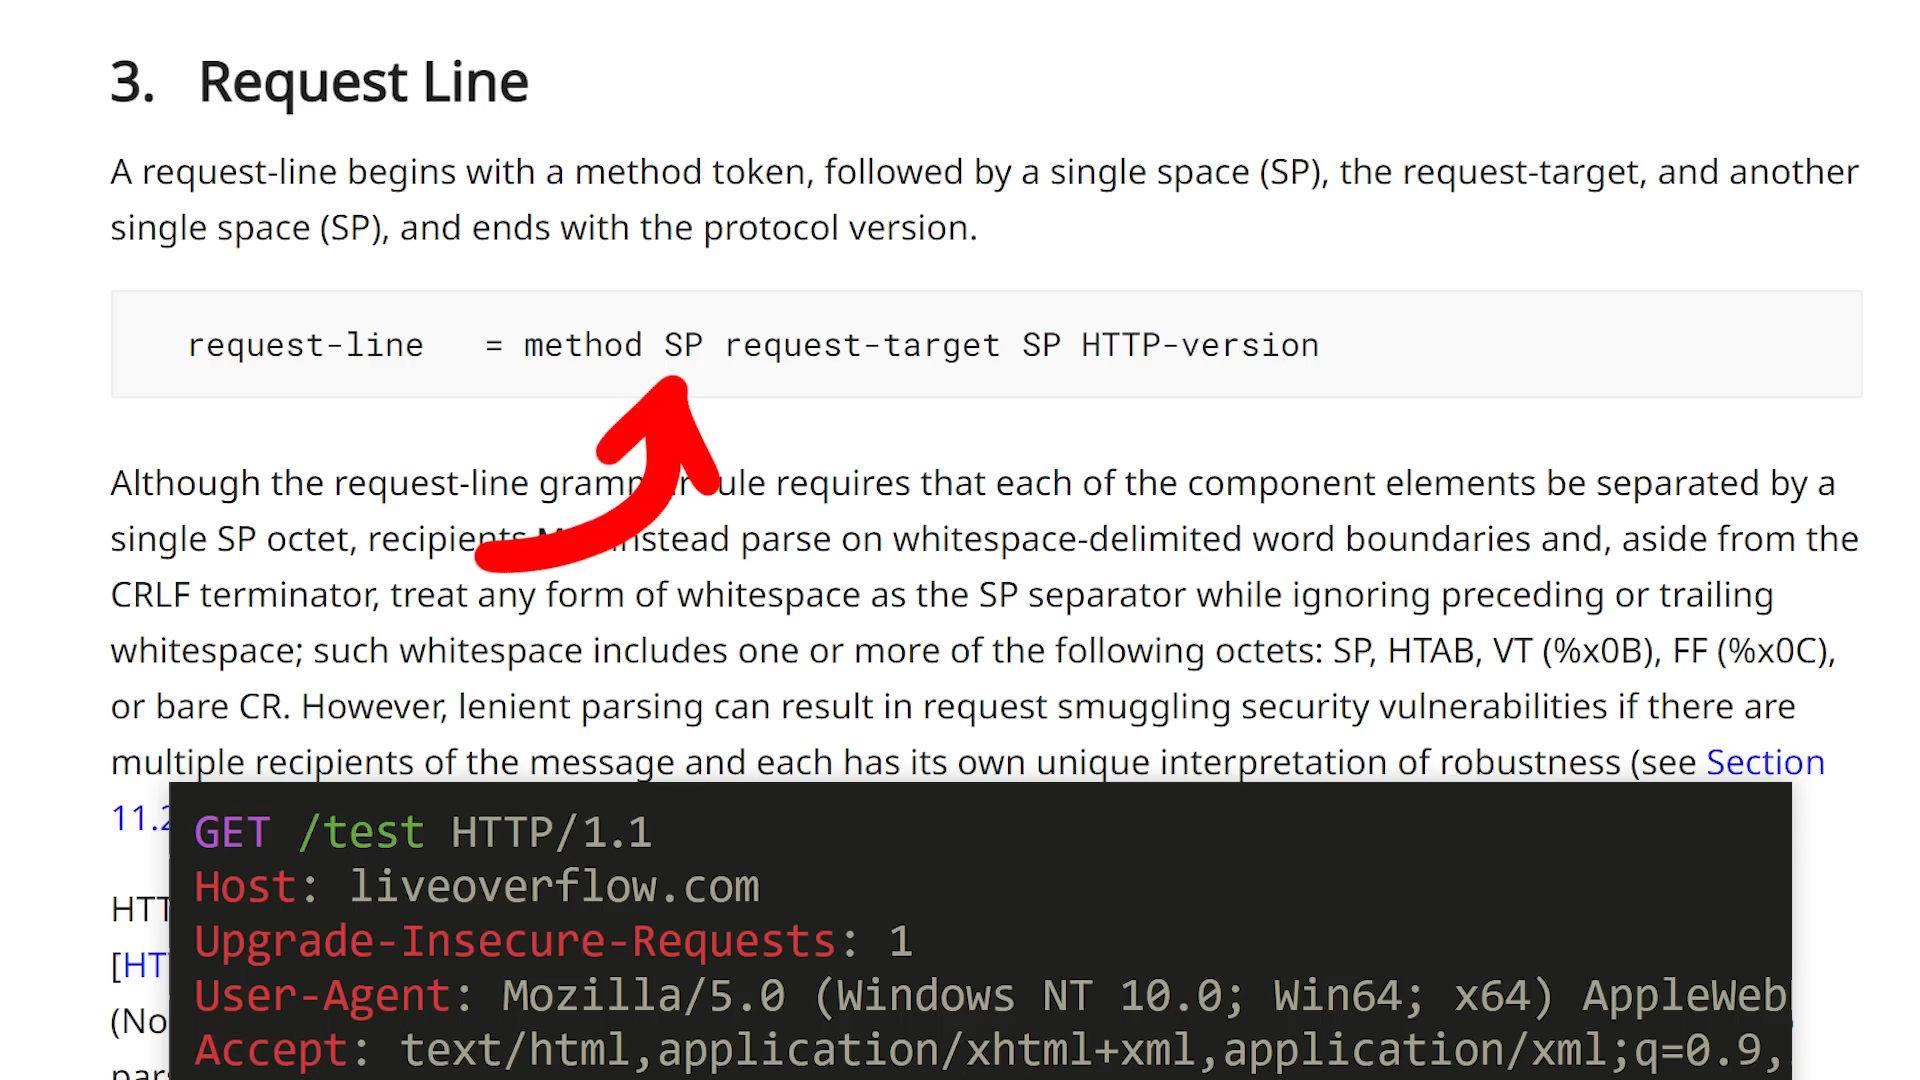 3. Request Line
A request-line begins with a method token, followed by a single space (SP), the request-target, and another
single space (SP), and ends with the protocol version.
request-line = method SP request-target SP HTTP-version
Although the request-line rule requires that each of the component elements be separated by a
single SP octet, recipients instead parse on whitespace-delimited word boundaries and, aside from the
CRLF terminator, treat any form of whitespace as the SP separator while ignoring preceding or trailing
whitespace; such whitespace includes one or more of the following octets: SP, HTAB, VT (%x0B), FF (%x0C),
or bare CR. However, lenient parsing can result in request smuggling security vulnerabilities if there are
multiple recipients of the message and each has its own unique interpretation of robustness (see Section
11.2
GET /test HTTP/1.1
Host: liveoverflow.com
Upgrade-Insecure-Requests: 1
User-Agent: Mozilla/5.0 (Windows NT 10.0; Win64; x64) AppleWeb
Accept: text/html,application/xhtml+xml,application/xml;q=0.9,